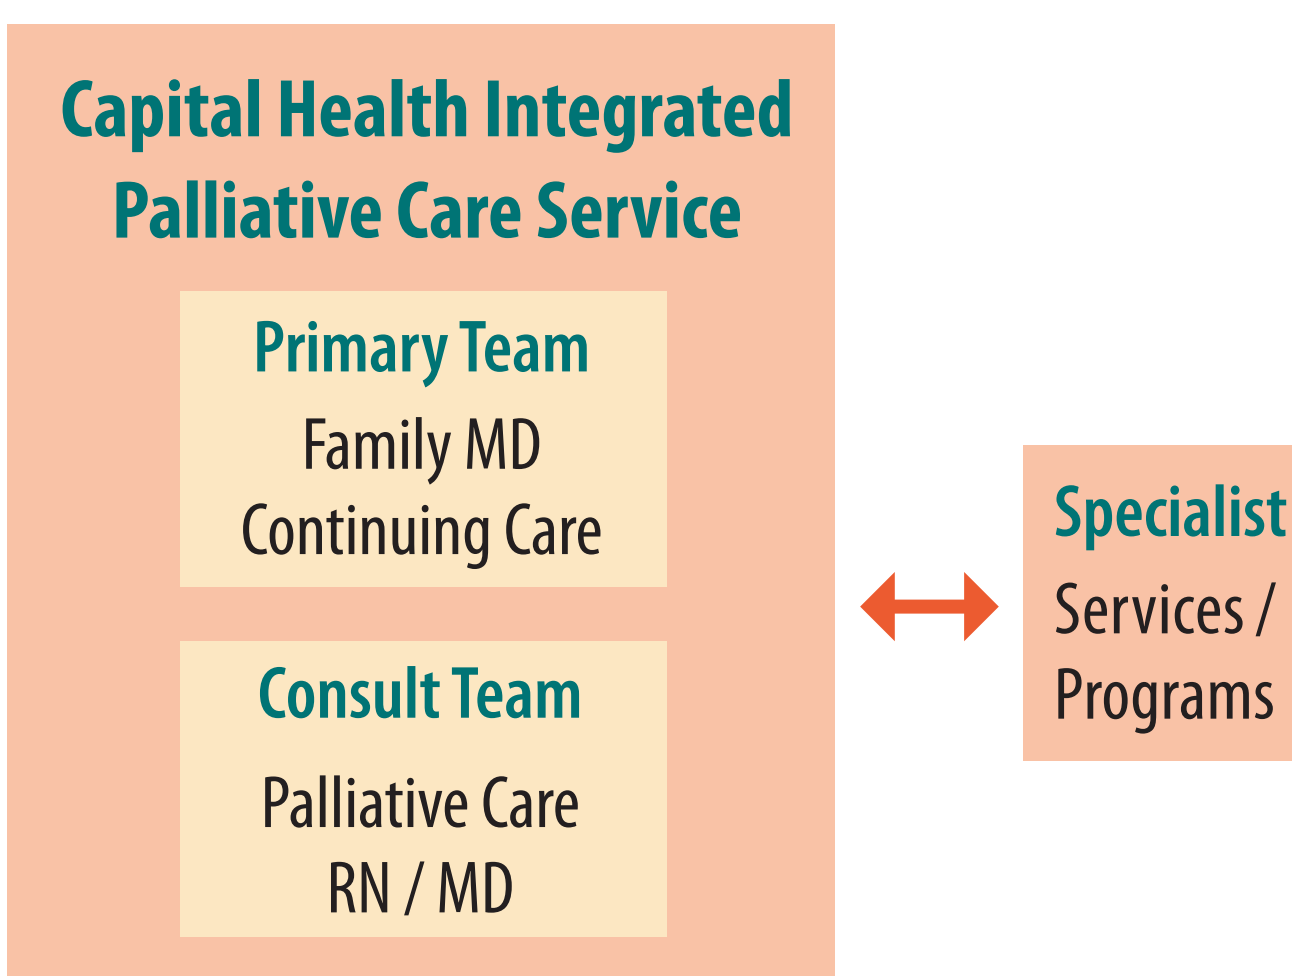 Capital Health Integrated
Palliative Care Service
Primary Team
Family MD
Continuing Care
Consult Team
Palliative Care
RN / MD
Specialist
Services /
Programs